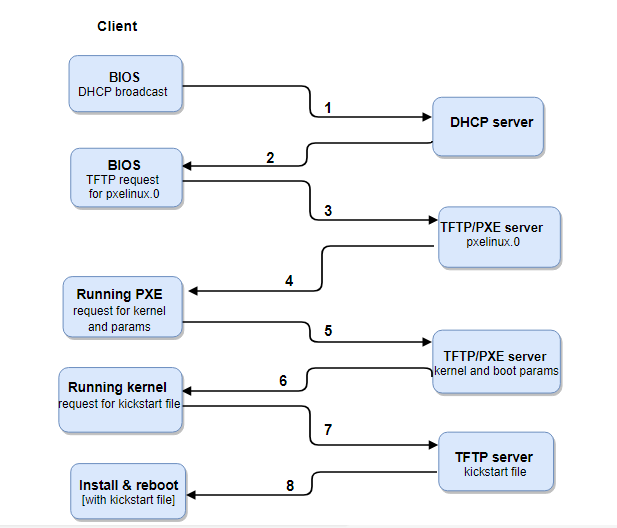 Client
BIOS
DHCP broadcast
1
DHCP server
2
BIOS
TFTP request
for pxelinux.0
3
TFTP/PXE server
pxelinux.0
4
Running PXE
request for kernel
and params
5
TFTP/PXE server
kernel and boot params
6
Running kernel
request for kickstart file
7
TFTP server
kickstart file
8
Install & reboot
[with kickstart file]